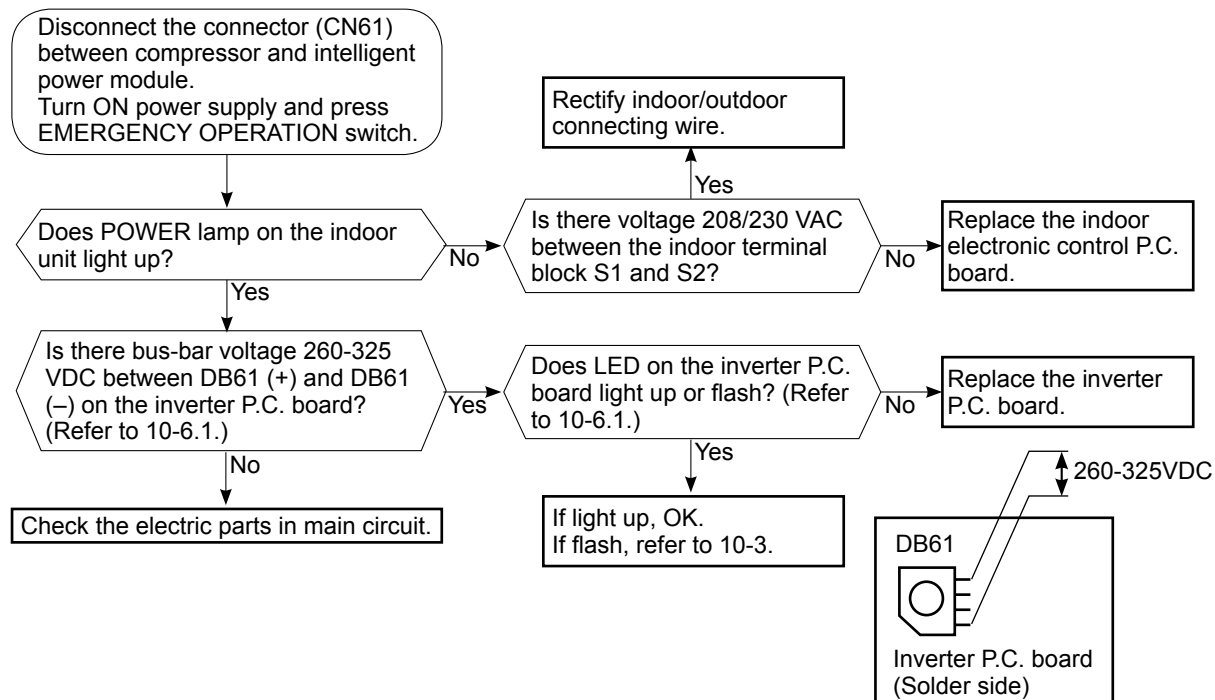 Disconnect the connector (CN61)
between compressor and intelligent
power module.
Turn ON power supply and press
EMERGENCY OPERATION switch.
Rectify indoor/outdoor
connecting wire.
Yes
Does POWER lamp on the indoor
unit light up?
No
Is there voltage 208/230 VAC
between the indoor terminal
block S1 and S2?
No
Replace the indoor
electronic control P.C.
board.
Yes
Is there bus-bar voltage 260-325
VDC between DB61 (+) and DB61
(–) on the inverter P.C. board?
(Refer to 10-6.1.)
Yes
Does LED on the inverter P.C.
board light up or flash? (Refer
to 10-6.1.)
No
Replace the inverter
P.C. board.
No
Check the electric parts in main circuit.
Yes
If light up, OK.
If flash, refer to 10-3.
260-325VDC
DB61
Inverter P.C. board
(Solder side)